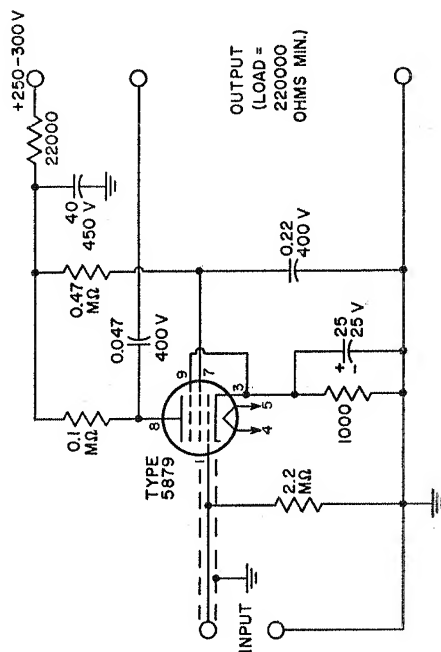 +250-300 V
22000
40
450 V
0.47
MΩ
0.1
MΩ
0.047
400 V
OUTPUT
(LOAD =
220000
OHMS MIN.)
TYPE
5879
8
9
7
1
3
5
4
0.22
400 V
25
25 V
+
-
1000
2.2
MΩ
INPUT